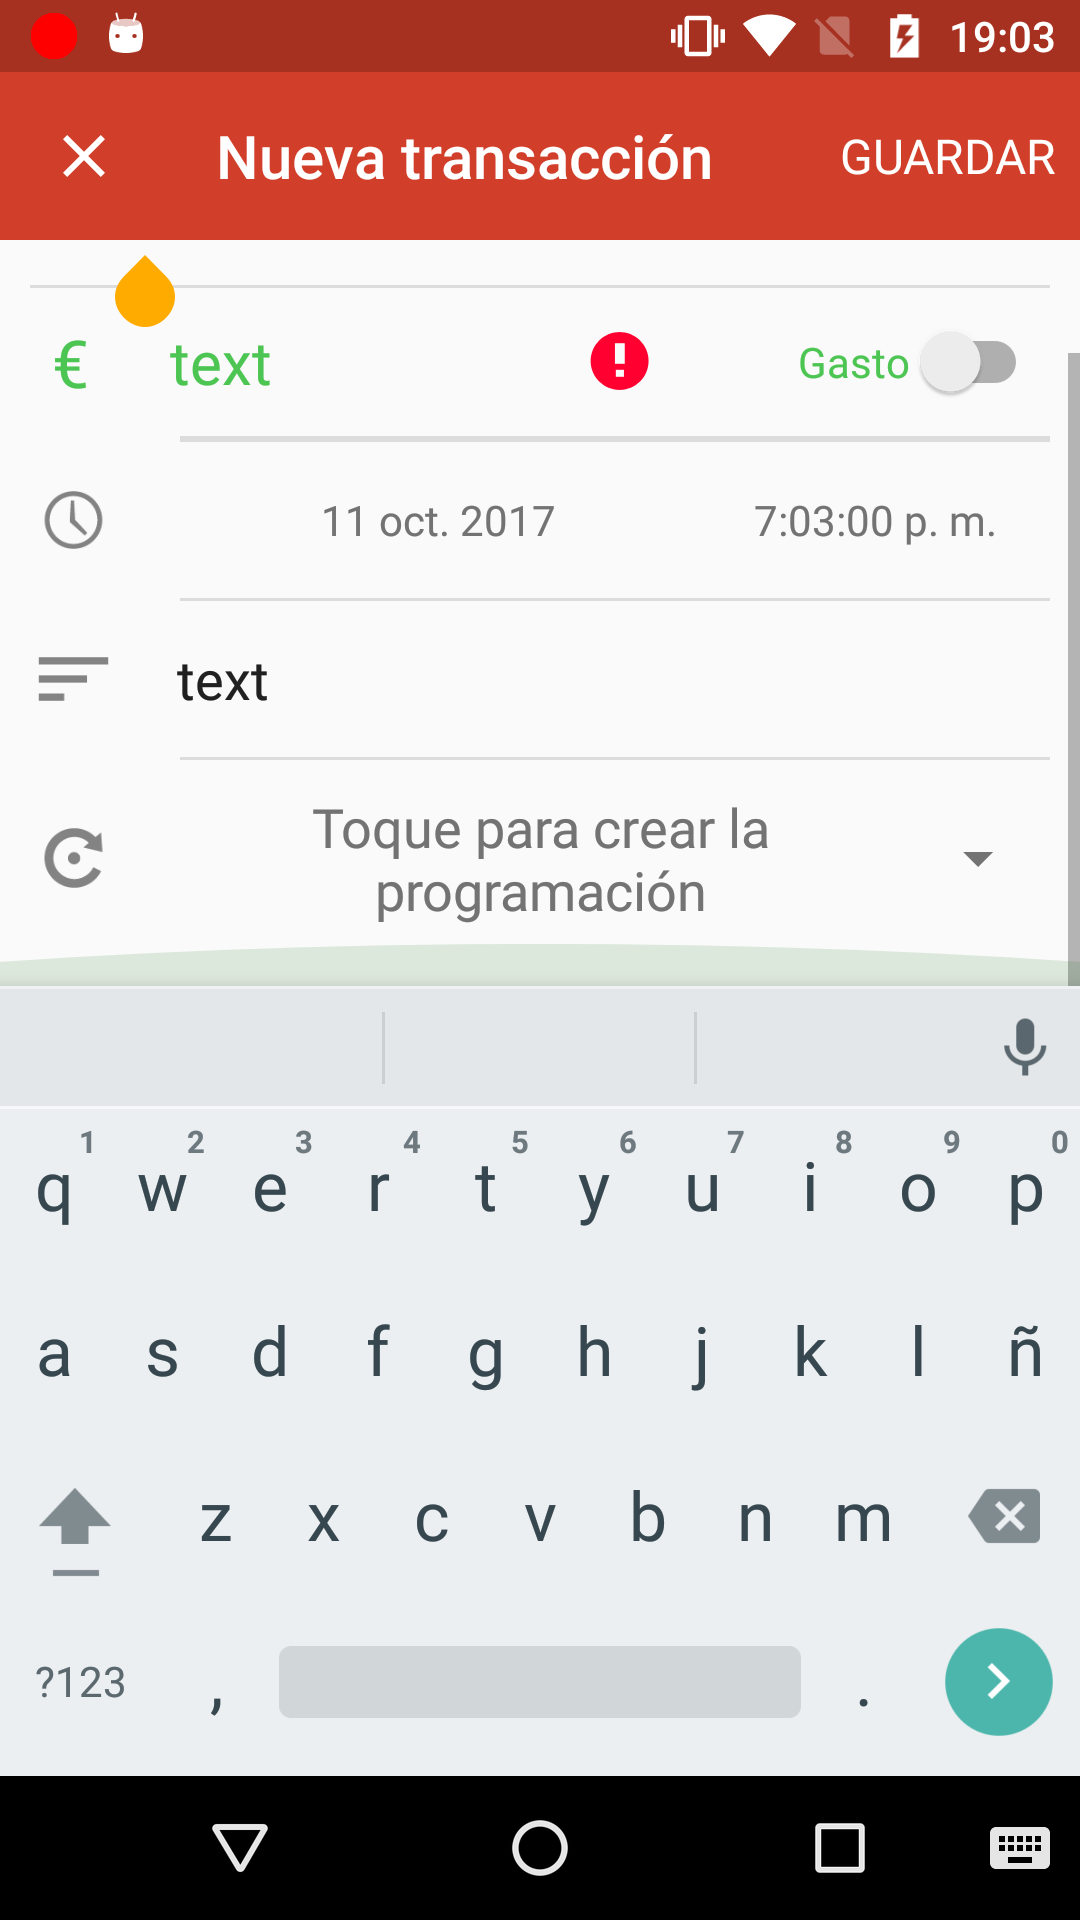 19:03
Nueva transacción GUARDAR
€ text Gasto
11 oct. 2017 7:03:00 p. m.
text
Toque para crear la
programación
1 2 3 4 5 6 7 8 9 0
q w e r t y u i o p
a s d f g h j k l ñ
z x c v b n m
?123 , .